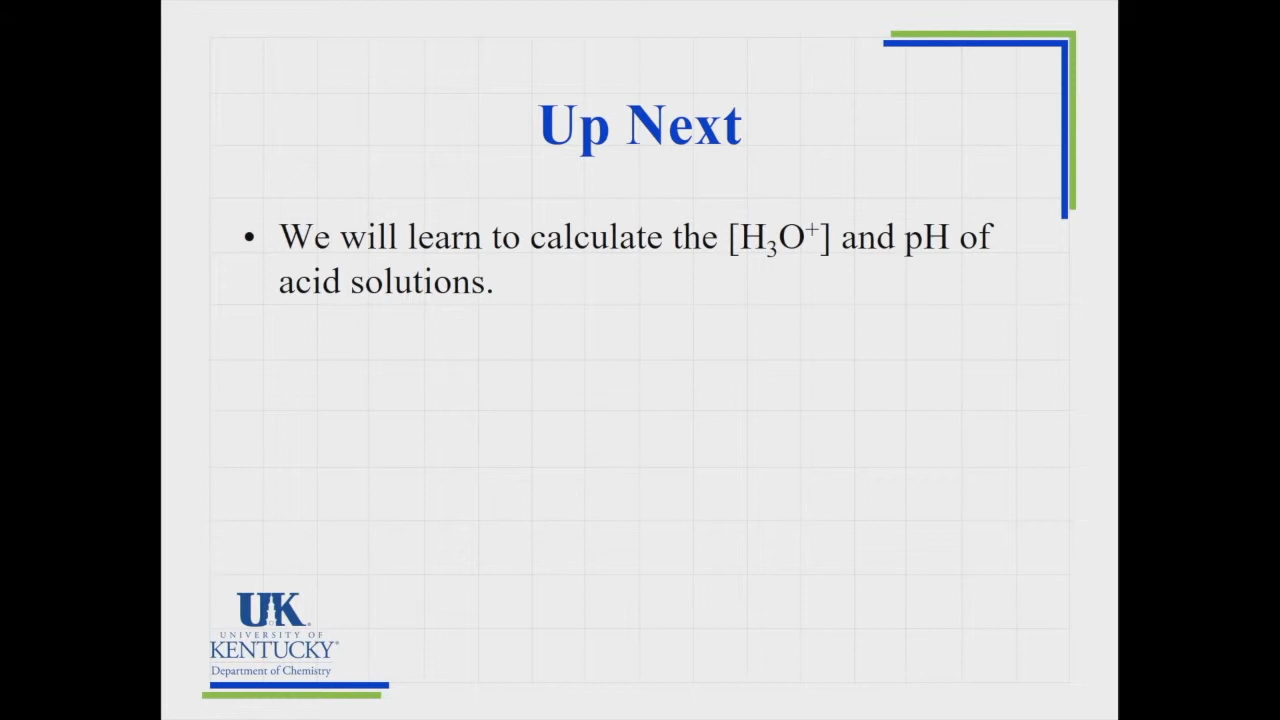 Up Next
• We will learn to calculate the [H₃O⁺] and pH of
acid solutions.
UK®
UNIVERSITY OF
KENTUCKY®
Department of Chemistry